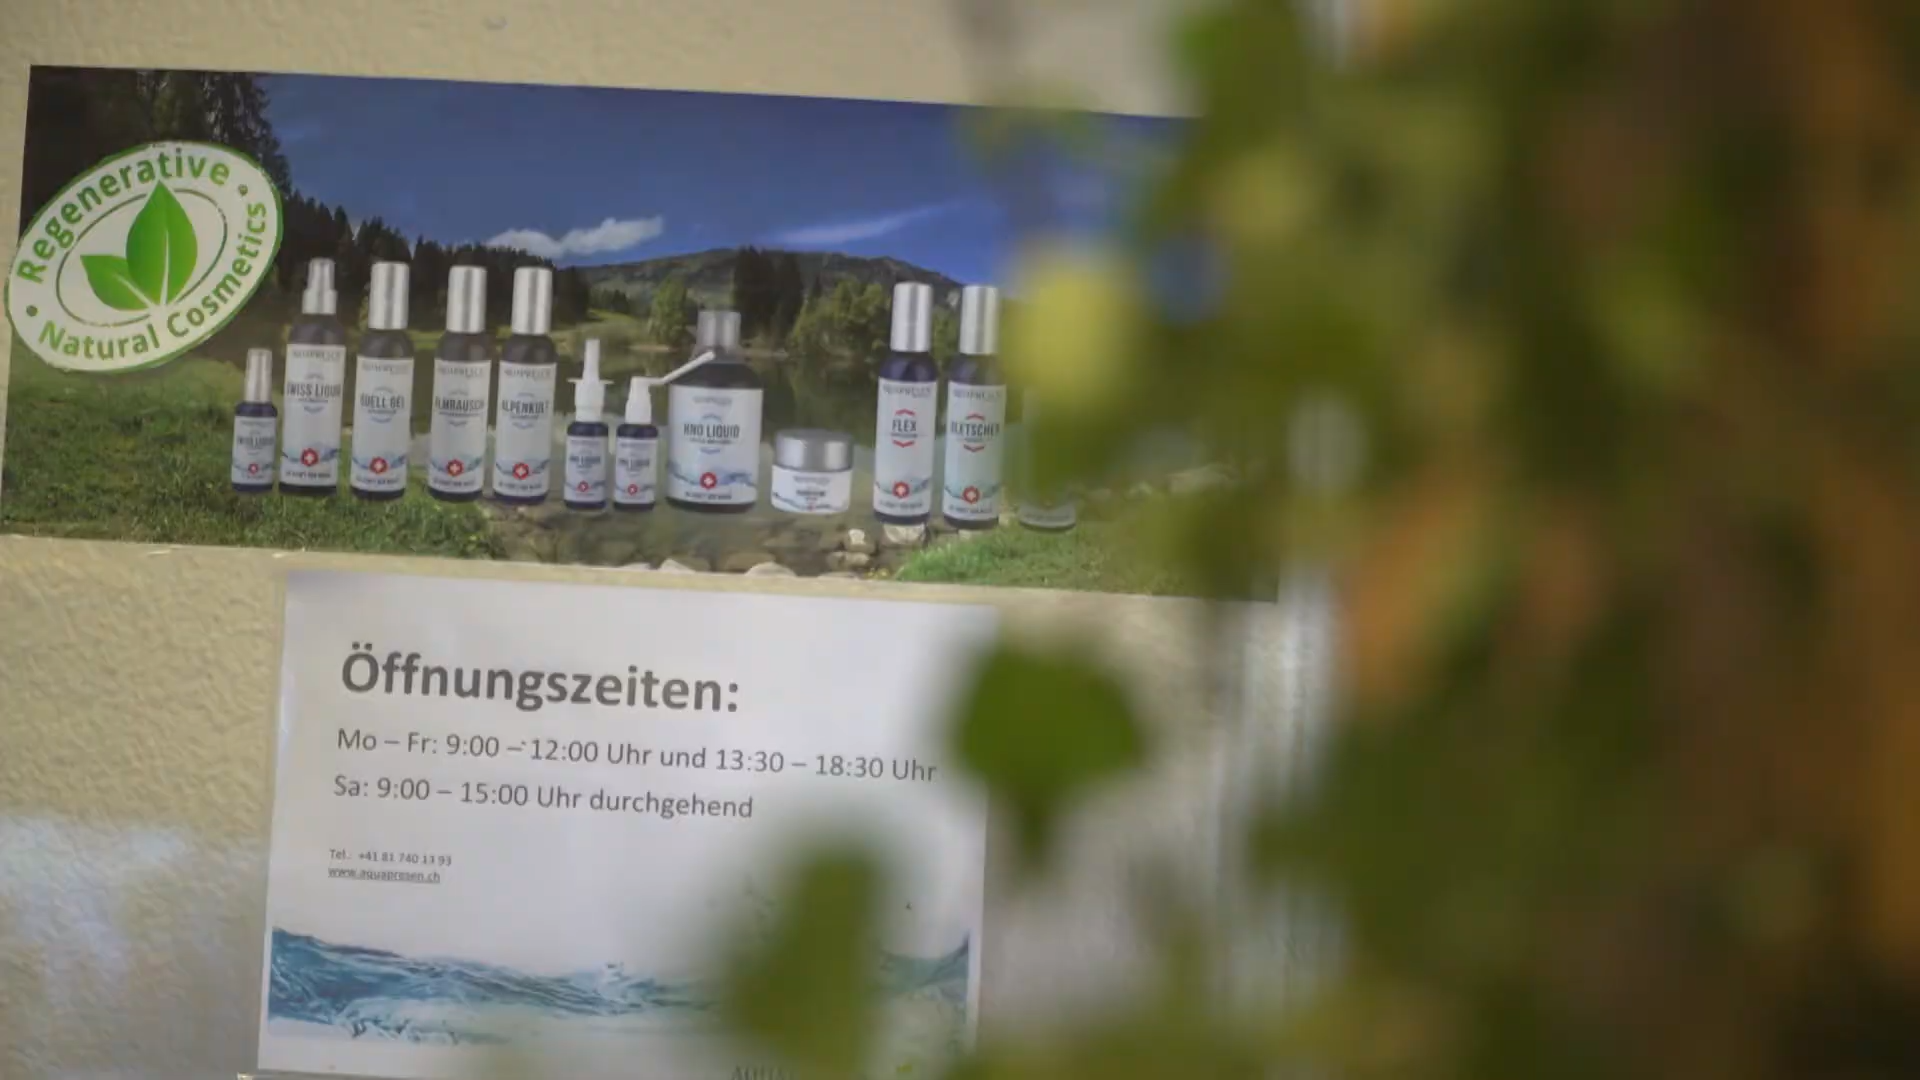 Regenerative
Natural Cosmetics
SWISS LIQUID
QUELL GEL
ALMRAUSCH
ALPENKULT
HNO LIQUID
FLEX
GLETSCHER
Öffnungszeiten:
Mo – Fr: 9:00 – 12:00 Uhr und 13:30 – 18:30 Uhr
Sa: 9:00 – 15:00 Uhr durchgehend
Tel.: +41 81 740 13 93
www.aquapresen.ch